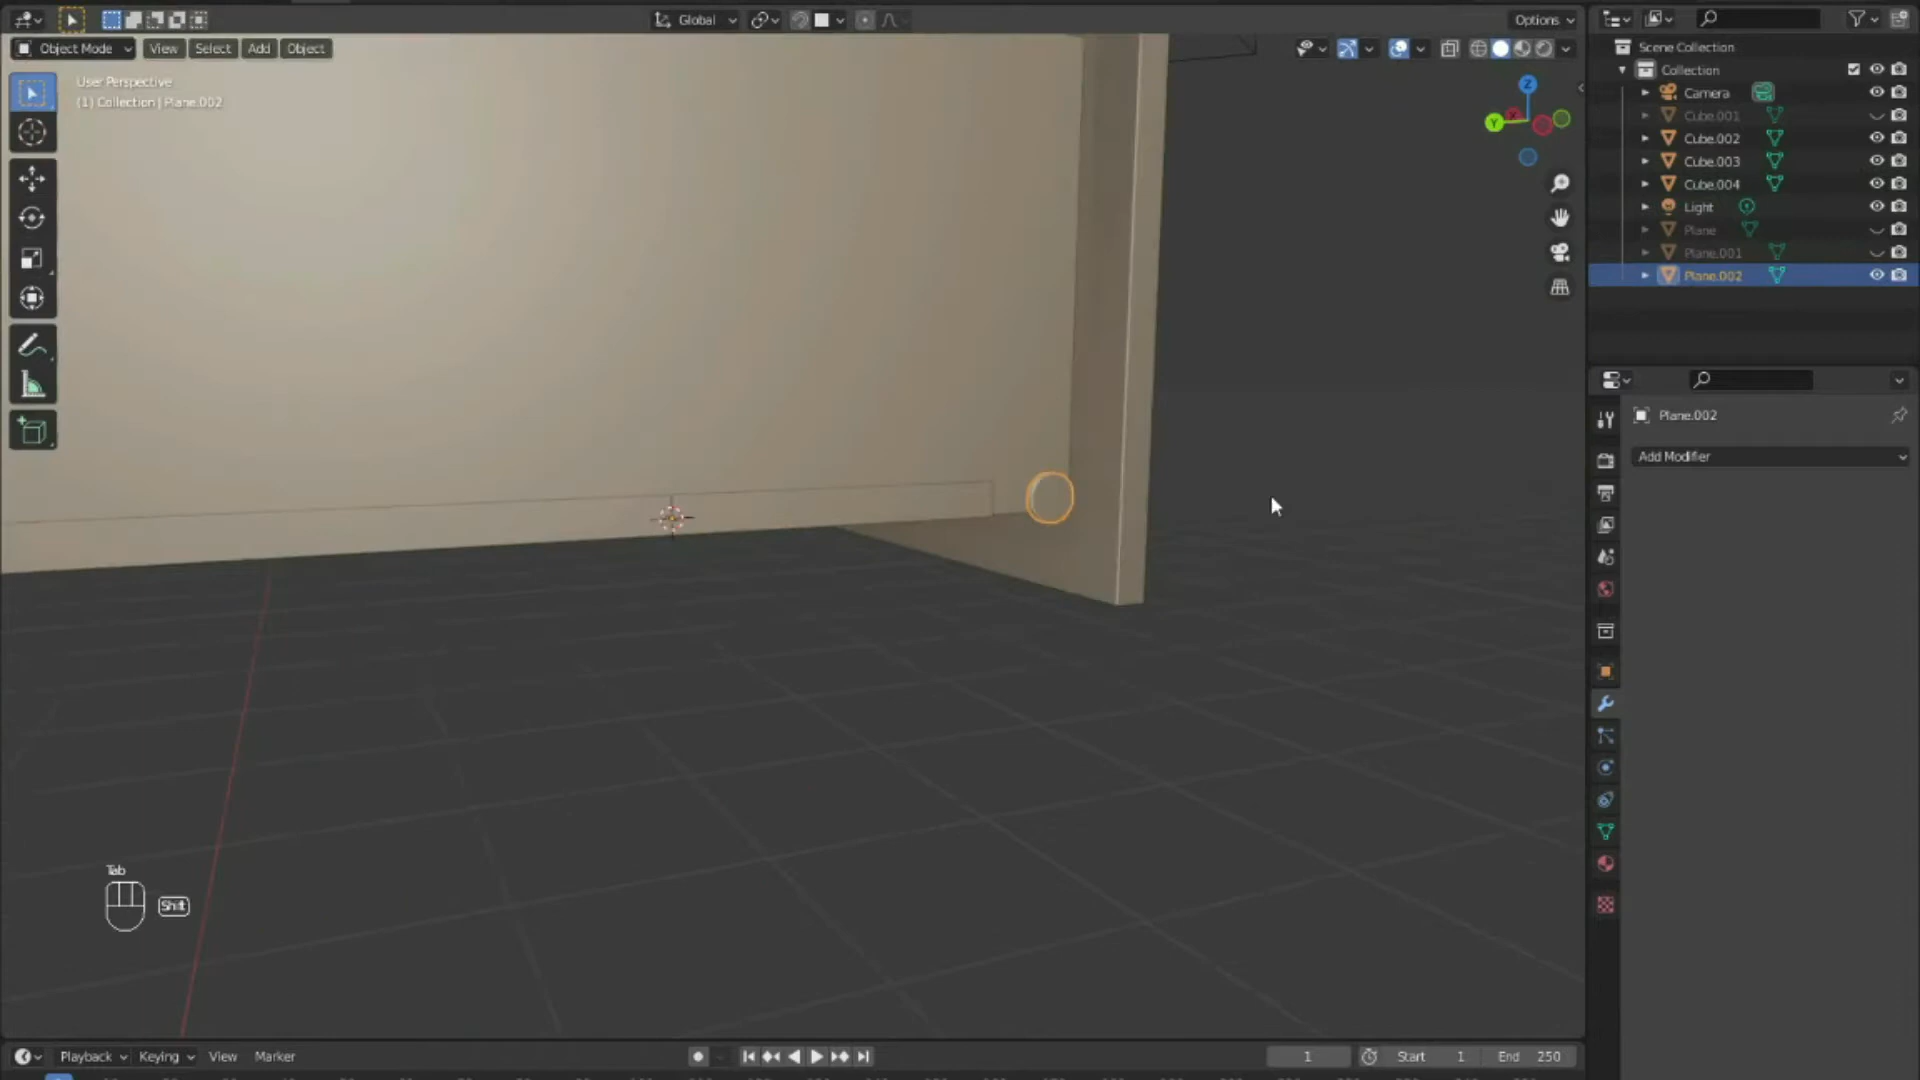 Global
Options
Object Mode
View
Select
Add
Object
User Perspective
(1) Collection | Plane.002
Z
Y
X
Scene Collection
Collection
Camera
Cube.001
Cube.002
Cube.003
Cube.004
Light
Plane
Plane.001
Plane.002
Plane.002
Add Modifier
Tab
Shift
Playback
Keying
View
Marker
1
Start 1
End 250